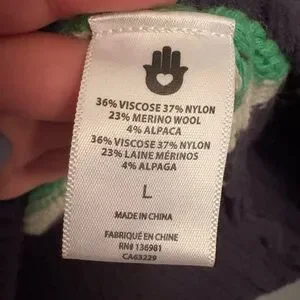 36% VISCOSE 37% NYLON
23% MERINO WOOL
4% ALPACA
36% VISCOSE 37% NYLON
23% LAINE MÉRINOS
4% ALPAGA
L
MADE IN CHINA
FABRIQUÉ EN CHINE
RN# 136981
CA63229